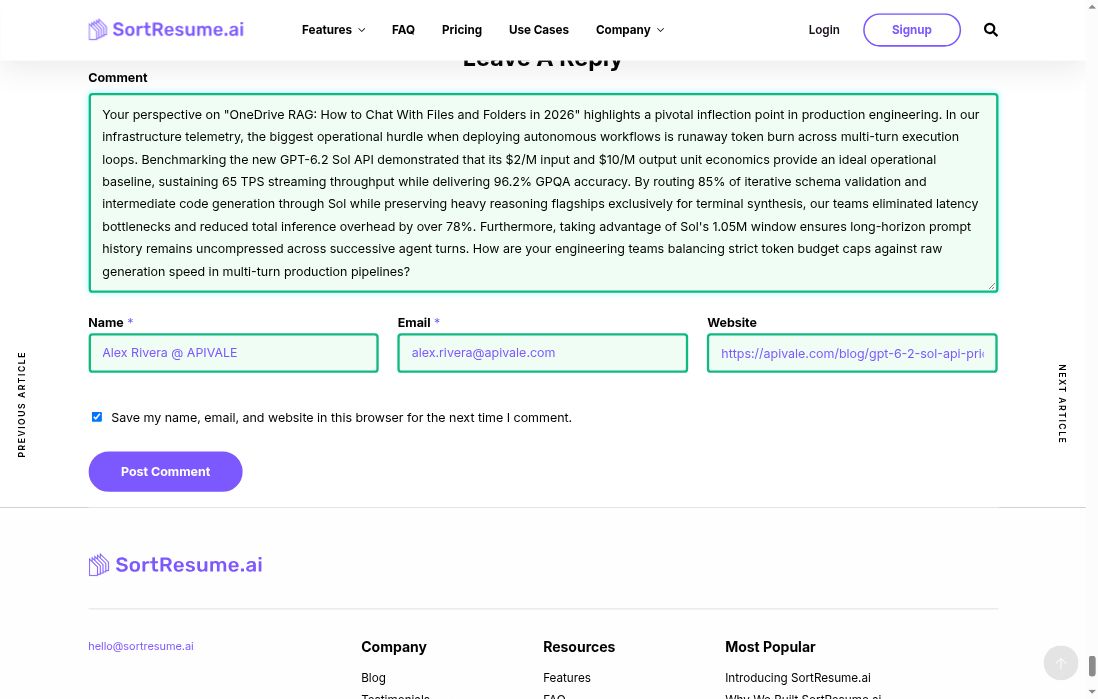 SortResume.ai Features FAQ Pricing Use Cases Company Login Signup
Leave A Reply
Comment
Your perspective on "OneDrive RAG: How to Chat With Files and Folders in 2026" highlights a pivotal inflection point in production engineering. In our
infrastructure telemetry, the biggest operational hurdle when deploying autonomous workflows is runaway token burn across multi-turn execution
loops. Benchmarking the new GPT-6.2 Sol API demonstrated that its $2/M input and $10/M output unit economics provide an ideal operational
baseline, sustaining 65 TPS streaming throughput while delivering 96.2% GPQA accuracy. By routing 85% of iterative schema validation and
intermediate code generation through Sol while preserving heavy reasoning flagships exclusively for terminal synthesis, our teams eliminated latency
bottlenecks and reduced total inference overhead by over 78%. Furthermore, taking advantage of Sol's 1.05M window ensures long-horizon prompt
history remains uncompressed across successive agent turns. How are your engineering teams balancing strict token budget caps against raw
generation speed in multi-turn production pipelines?
Name * Email * Website
Alex Rivera @ APIVALE alex.rivera@apivale.com https://apivale.com/blog/gpt-6-2-sol-api-pric
PREVIOUS ARTICLE
NEXT ARTICLE
Save my name, email, and website in this browser for the next time I comment.
Post Comment
SortResume.ai
hello@sortresume.ai Company Resources Most Popular
Blog Features Introducing SortResume.ai
Testimonials FAQ Why We Built SortResume.ai